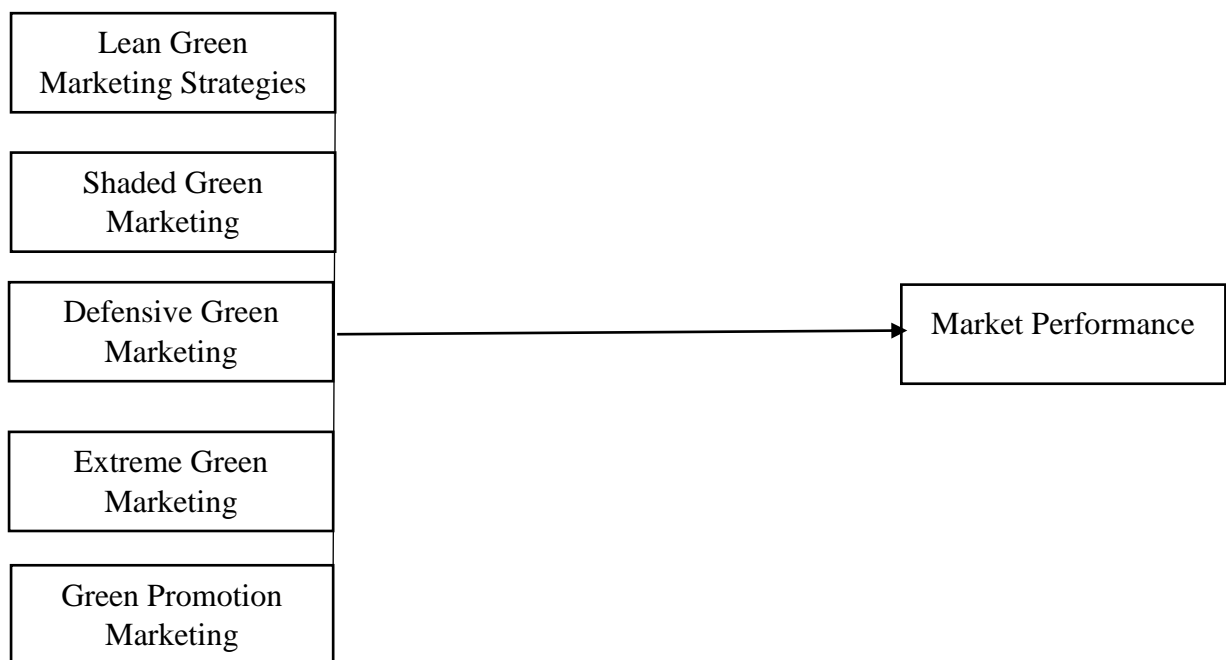 Lean Green
Marketing Strategies
Shaded Green
Marketing
Defensive Green
Marketing
Market Performance
Extreme Green
Marketing
Green Promotion
Marketing